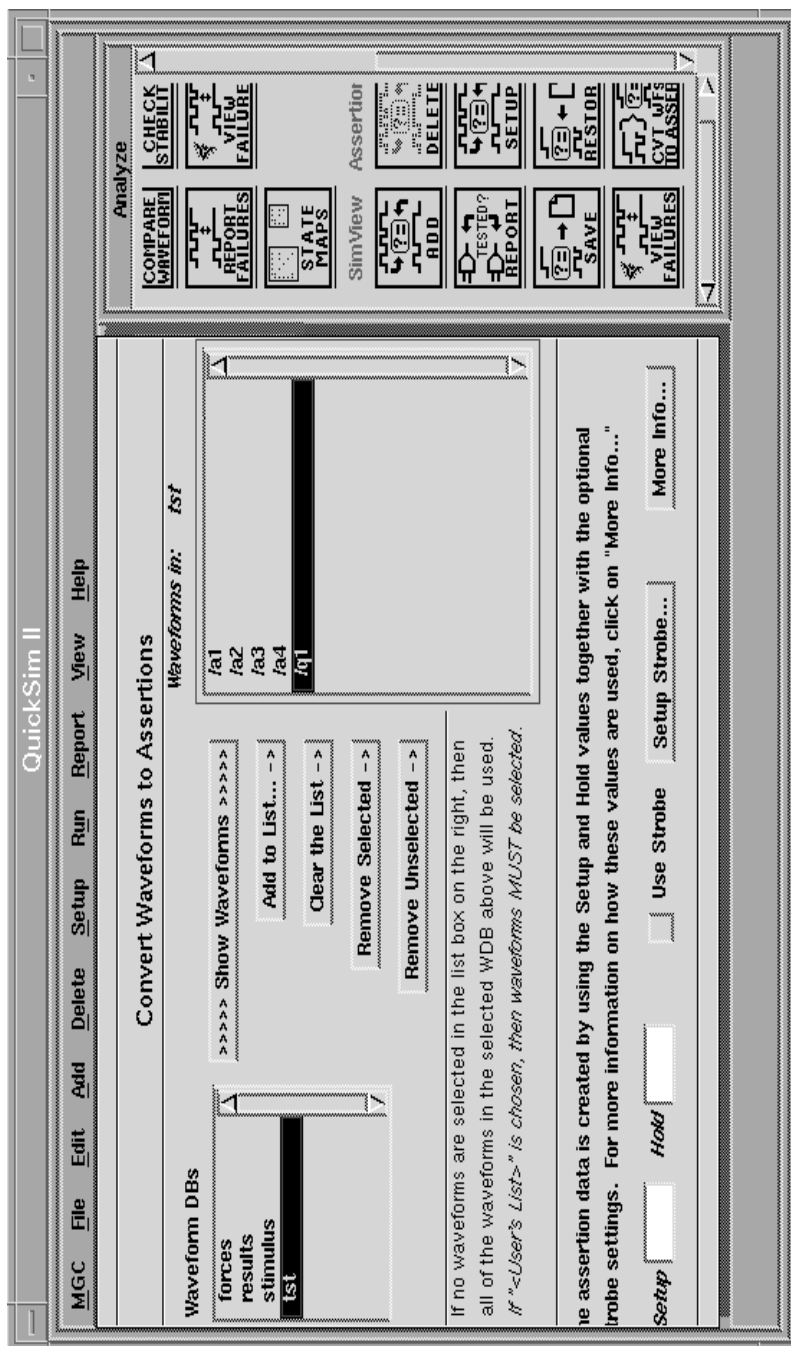 QuickSim II
MGC File Edit Add Delete Setup Run Report View Help
Convert Waveforms to Assertions
Waveform DBs
forces
results
stimulus
tst
>>>>> Show Waveforms >>>>>
Add to List... ->
Clear the List ->
Remove Selected ->
Remove Unselected ->
Waveforms in: tst
/a1
/a2
/a3
/a4
/q1
If no waveforms are selected in the list box on the right, then
all of the waveforms in the selected WDB above will be used.
If "<User's List>" is chosen, then waveforms MUST be selected.
he assertion data is created by using the Setup and Hold values together with the optional
trobe settings. For more information on how these values are used, click on "More Info..."
Setup Hold Use Strobe Setup Strobe... More Info...
Analyze
COMPARE WAVEFORM
CHECK STABILIT
REPORT FAILURES
VIEW FAILURE
STATE MAPS
SimView Assertion
?= ADD
?= DELETE
TESTED? REPORT
?= SETUP
?= SAVE
?= RESTOR
VIEW FAILURES
?= CVT WFS TO ASSER